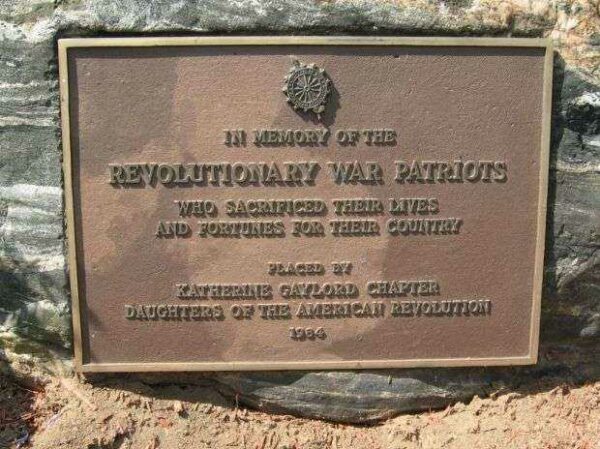 IN MEMORY OF THE
REVOLUTIONARY WAR PATRIOTS
WHO SACRIFICED THEIR LIVES
AND FORTUNES FOR THEIR COUNTRY
PLACED BY
KATHERINE GAYLORD CHAPTER
DAUGHTERS OF THE AMERICAN REVOLUTION
1964